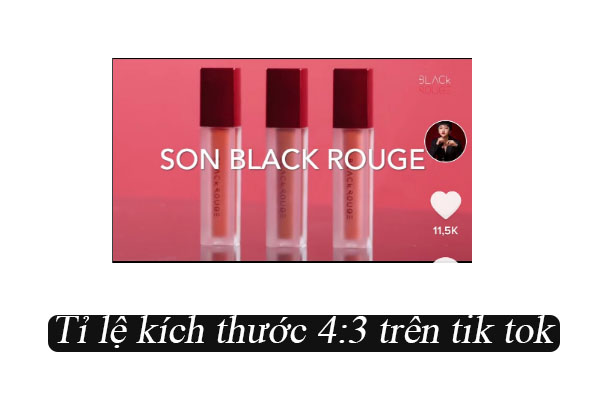 BLACK
ROUGE
SON BLACK ROUGE
BLACK ROUGE
BLACK ROUGE
BLACK ROUGE
11,5K
Tỉ lệ kích thước 4:3 trên tik tok